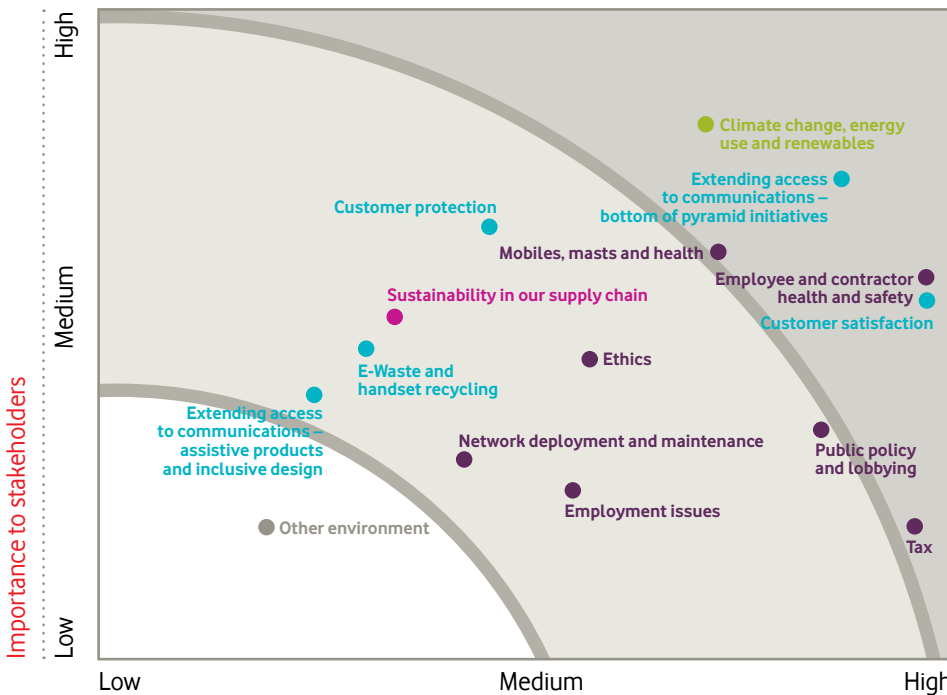 Importance to stakeholders
High
Medium
Low
Climate change, energy
use and renewables
Extending access
to communications –
bottom of pyramid initiatives
Customer protection
Mobiles, masts and health
Employee and contractor
health and safety
Sustainability in our supply chain
Customer satisfaction
Ethics
E-Waste and
handset recycling
Extending access
to communications –
assistive products
and inclusive design
Network deployment and maintenance
Public policy
and lobbying
Employment issues
Other environment
Tax
Low
Medium
High